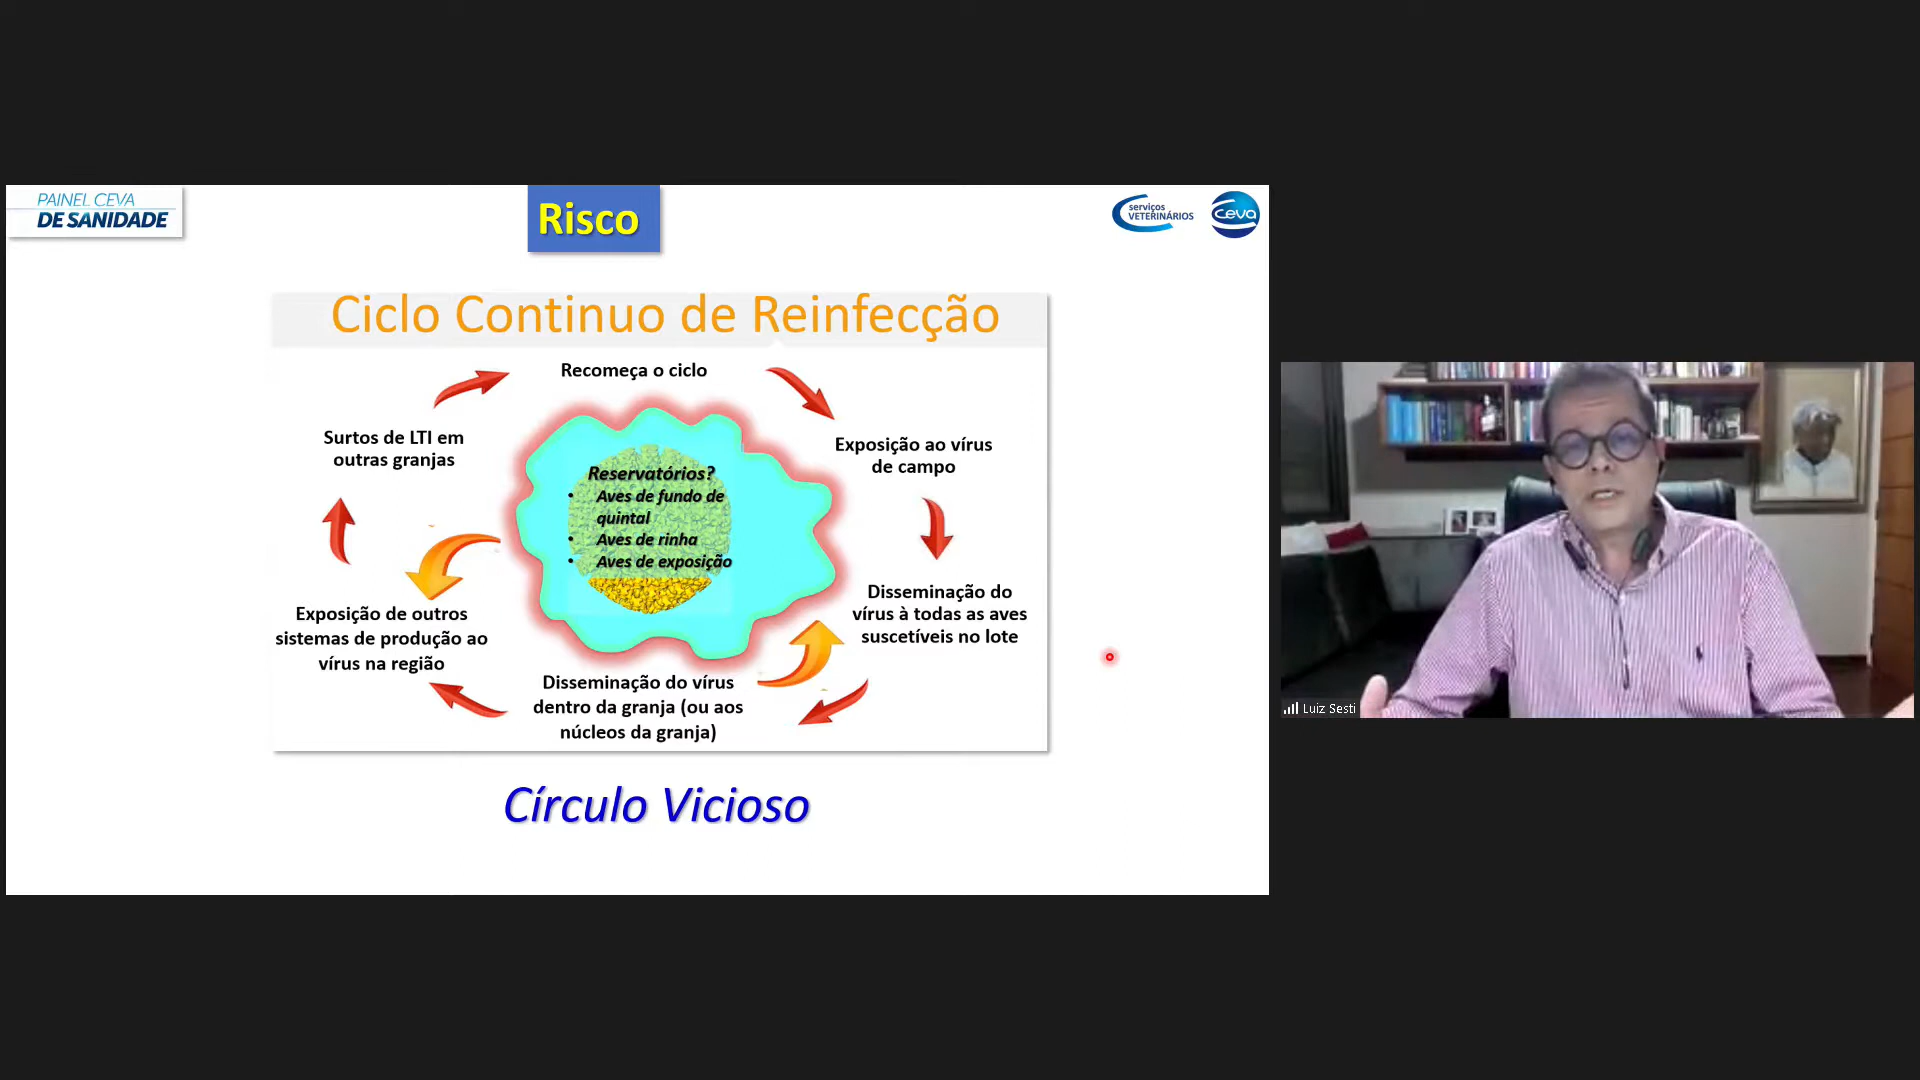 PAINEL CEVA
DE SANIDADE
Risco
serviços
VETERINÁRIOS
ceva
Ciclo Continuo de Reinfecção
Recomeça o ciclo
Exposição ao vírus
de campo
Disseminação do
vírus à todas as aves
suscetíveis no lote
Disseminação do vírus
dentro da granja (ou aos
núcleos da granja)
Exposição de outros
sistemas de produção ao
vírus na região
Surtos de LTI em
outras granjas
Reservatórios?
• Aves de fundo de
quintal
• Aves de rinha
• Aves de exposição
Círculo Vicioso
Luiz Sesti